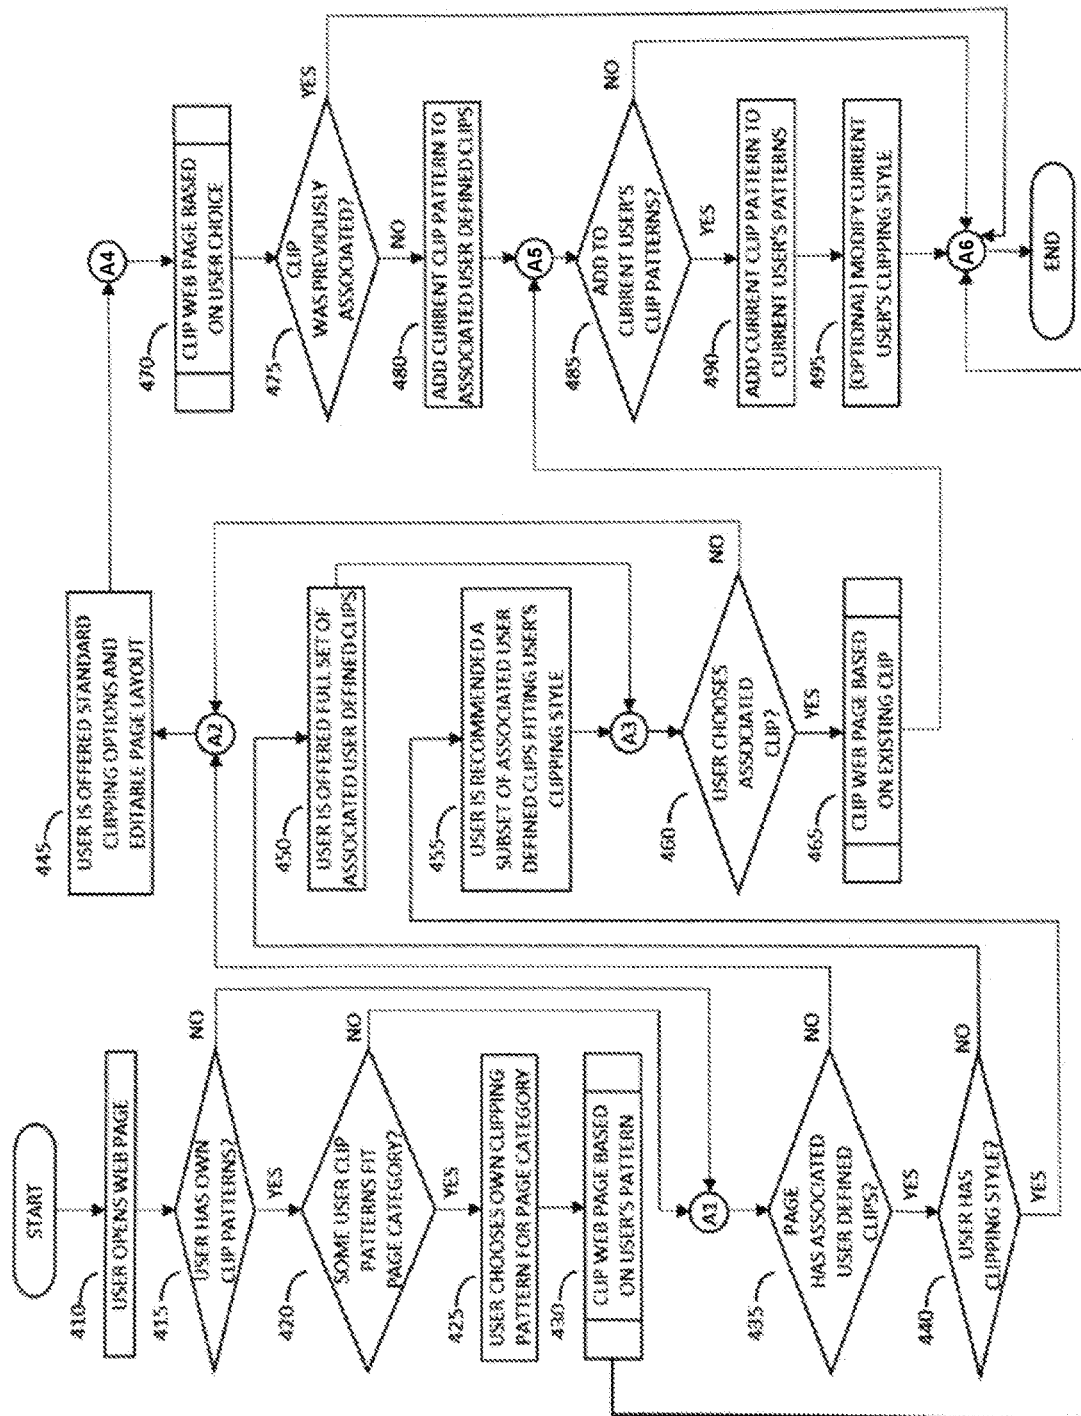 START
410
USER OPENS WEB PAGE
415
USER HAS OWN
CLIP PATTERNS?
NO
YES
420
SOME USER CLIP
PATTERNS FIT
PAGE CATEGORY?
NO
YES
425
USER CHOOSES OWN CLIPPING
PATTERN FOR PAGE CATEGORY
430
CLIP WEB PAGE BASED
ON USER'S PATTERN
A1
435
PAGE
HAS ASSOCIATED
USER DEFINED
CLIPS?
NO
YES
440
USER HAS
CLIPPING STYLE?
NO
YES
445
USER IS OFFERED STANDARD
CLIPPING OPTIONS AND
EDITABLE PAGE LAYOUT
A2
450
USER IS OFFERED FULL SET OF
ASSOCIATED USER DEFINED CLIPS
455
USER IS RECOMMENDED A
SUBSET OF ASSOCIATED USER
DEFINED CLIPS FITTING USER'S
CLIPPING STYLE
A3
460
USER CHOOSES
ASSOCIATED
CLIP?
NO
YES
465
CLIP WEB PAGE BASED
ON EXISTING CLIP
A4
470
CLIP WEB PAGE BASED
ON USER CHOICE
475
CLIP
WAS PREVIOUSLY
ASSOCIATED?
YES
NO
480
ADD CURRENT CLIP PATTERN TO
ASSOCIATED USER DEFINED CLIPS
A5
485
ADD TO
CURRENT USER'S
CLIP PATTERNS?
NO
YES
490
ADD CURRENT CLIP PATTERN TO
CURRENT USER'S PATTERNS
495
[OPTIONAL] MODIFY CURRENT
USER'S CLIPPING STYLE
A6
END